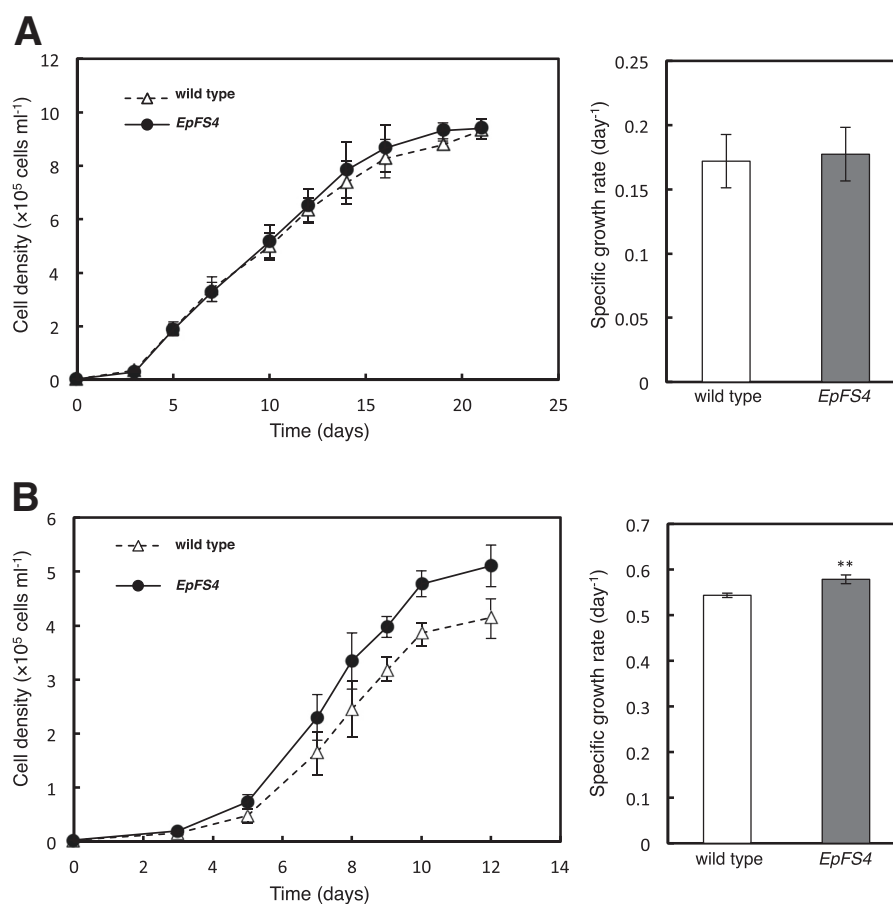 A
12
10
8
6
4
2
0
0 5 10 15 20 25
Cell density (×10⁵ cells ml⁻¹)
Time (days)
wild type
EpFS4
0.25
0.2
0.15
0.1
0.05
0
Specific growth rate (day⁻¹)
wild type EpFS4
B
6
5
4
3
2
1
0
0 2 4 6 8 10 12 14
Cell density (×10⁵ cells ml⁻¹)
Time (days)
wild type
EpFS4
0.7
0.6
0.5
0.4
0.3
0.2
0.1
0
Specific growth rate (day⁻¹)
**
wild type EpFS4